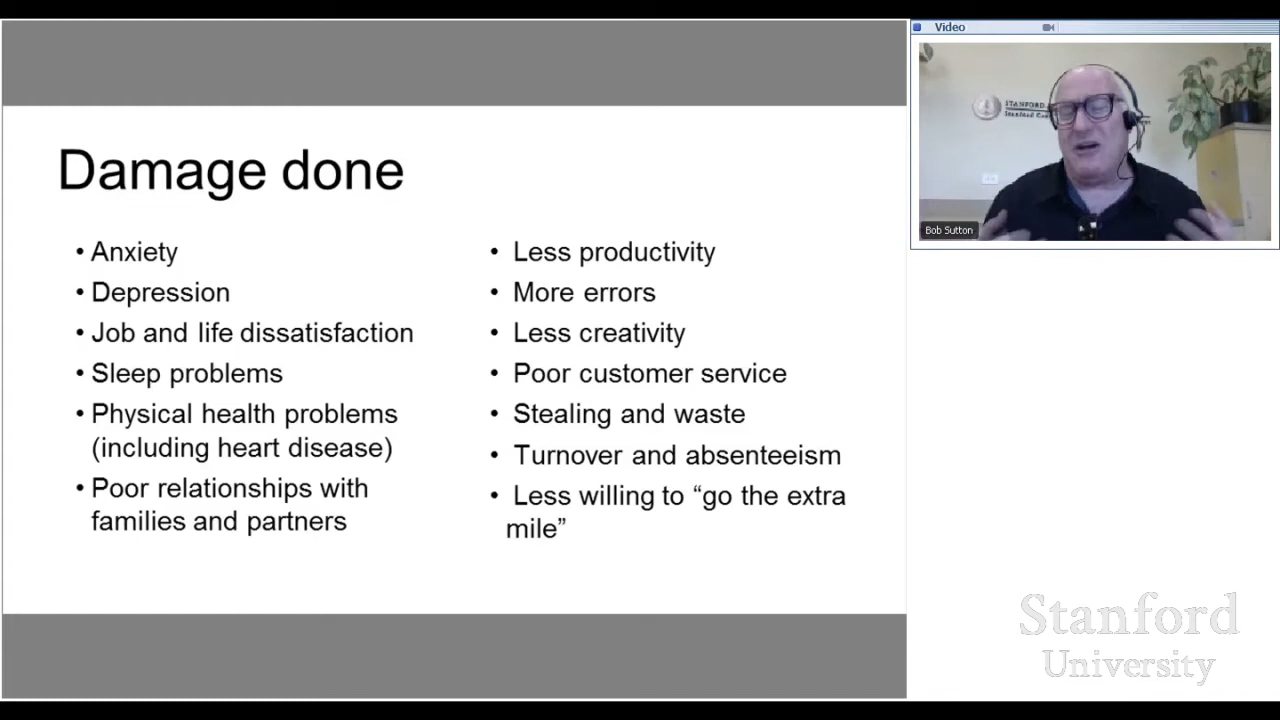 Damage done
• Anxiety
• Depression
• Job and life dissatisfaction
• Sleep problems
• Physical health problems
(including heart disease)
• Poor relationships with
families and partners
• Less productivity
• More errors
• Less creativity
• Poor customer service
• Stealing and waste
• Turnover and absenteeism
• Less willing to “go the extra
mile”
Video
STANFORD
Bob Sutton
Stanford
University